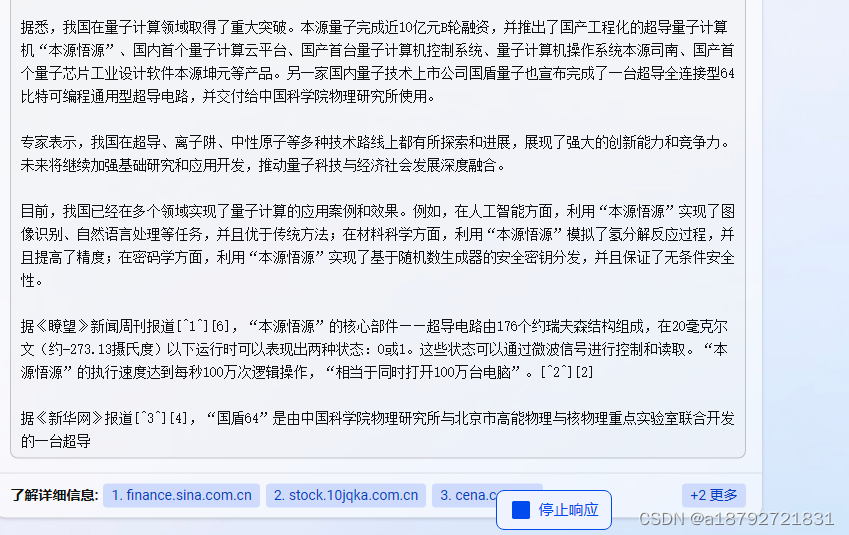 据悉，我国在量子计算领域取得了重大突破。本源量子完成近10亿元B轮融资，并推出了国产工程化的超导量子计算
机“本源悟源”、国内首个量子计算云平台、国产首台量子计算机控制系统、量子计算机操作系统本源司南、国产首
个量子芯片工业设计软件本源坤元等产品。另一家国内量子技术上市公司国盾量子也宣布完成了一台超导全连接型64
比特可编程通用型超导电路，并交付给中国科学院物理研究所使用。
专家表示，我国在超导、离子阱、中性原子等多种技术路线上都有所探索和进展，展现了强大的创新能力和竞争力。
未来将继续加强基础研究和应用开发，推动量子科技与经济社会发展深度融合。
目前，我国已经在多个领域实现了量子计算的应用案例和效果。例如，在人工智能方面，利用“本源悟源”实现了图
像识别、自然语言处理等任务，并且优于传统方法；在材料科学方面，利用“本源悟源”模拟了氢分解反应过程，并
且提高了精度；在密码学方面，利用“本源悟源”实现了基于随机数生成器的安全密钥分发，并且保证了无条件安全
性。
据《瞭望》新闻周刊报道[^1^][6]，“本源悟源”的核心部件——超导电路由176个约瑞夫森结构组成，在20毫克尔
文（约-273.13摄氏度）以下运行时可以表现出两种状态：0或1。这些状态可以通过微波信号进行控制和读取。“本
源悟源”的执行速度达到每秒100万次逻辑操作，“相当于同时打开100万台电脑”。[^2^][2]
据《新华网》报道[^3^][4]，“国盾64”是由中国科学院物理研究所与北京市高能物理与核物理重点实验室联合开发
的一台超导
了解详细信息: 1. finance.sina.com.cn 2. stock.10jqka.com.cn 3. cena.c +2 更多
停止响应
CSDN @a18792721831